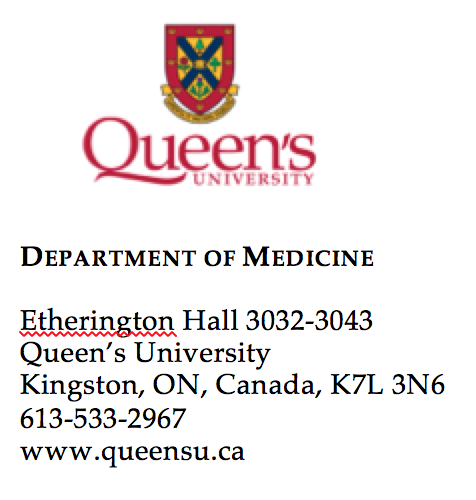 Queen's
UNIVERSITY
DEPARTMENT OF MEDICINE
Etherington Hall 3032-3043
Queen’s University
Kingston, ON, Canada, K7L 3N6
613-533-2967
www.queensu.ca